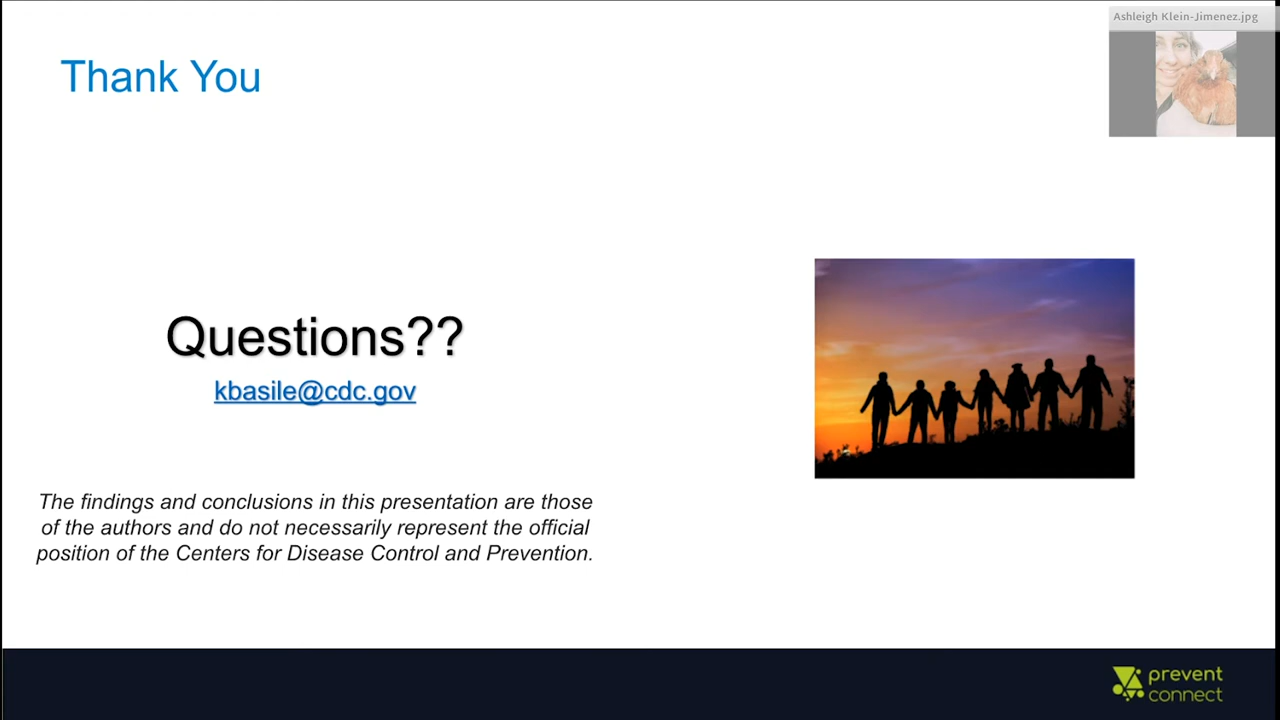 Ashleigh Klein-Jimenez.jpg
Thank You
Questions??
kbasile@cdc.gov
The findings and conclusions in this presentation are those
of the authors and do not necessarily represent the official
position of the Centers for Disease Control and Prevention.
prevent
connect